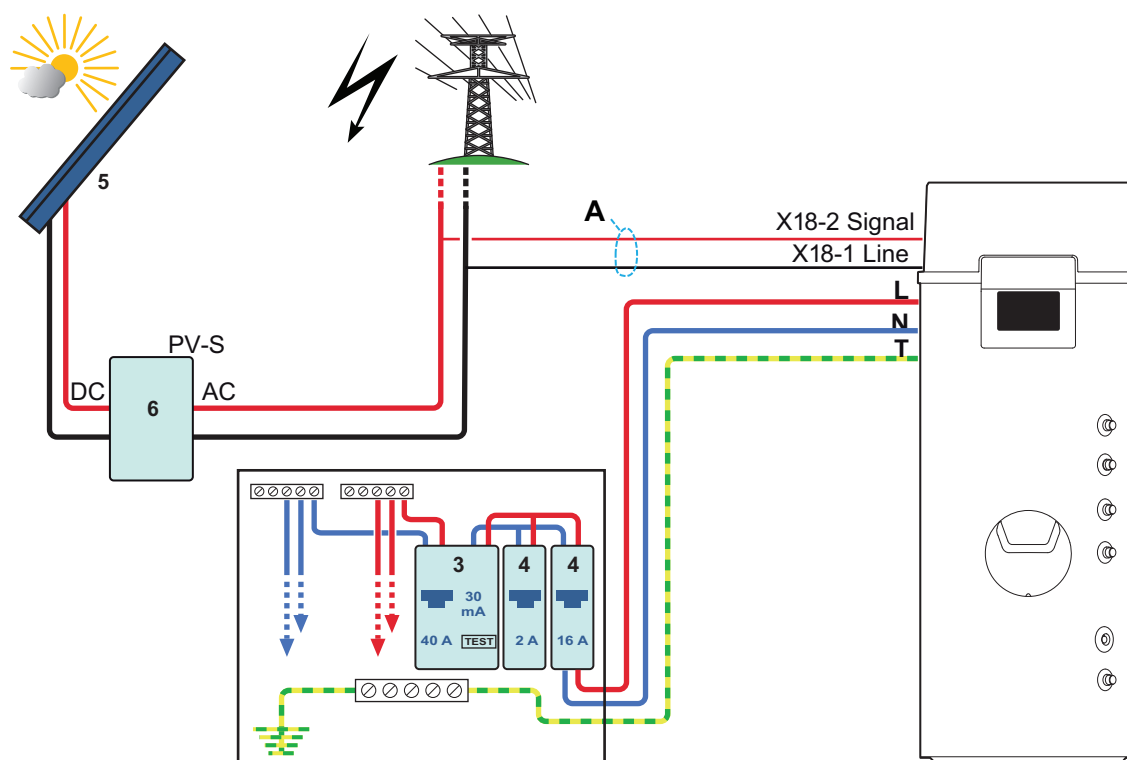 5
A
X18-2 Signal
X18-1 Line
L
N
T
PV-S
DC
6
AC
3
4
4
30
mA
40 A
TEST
2 A
16 A